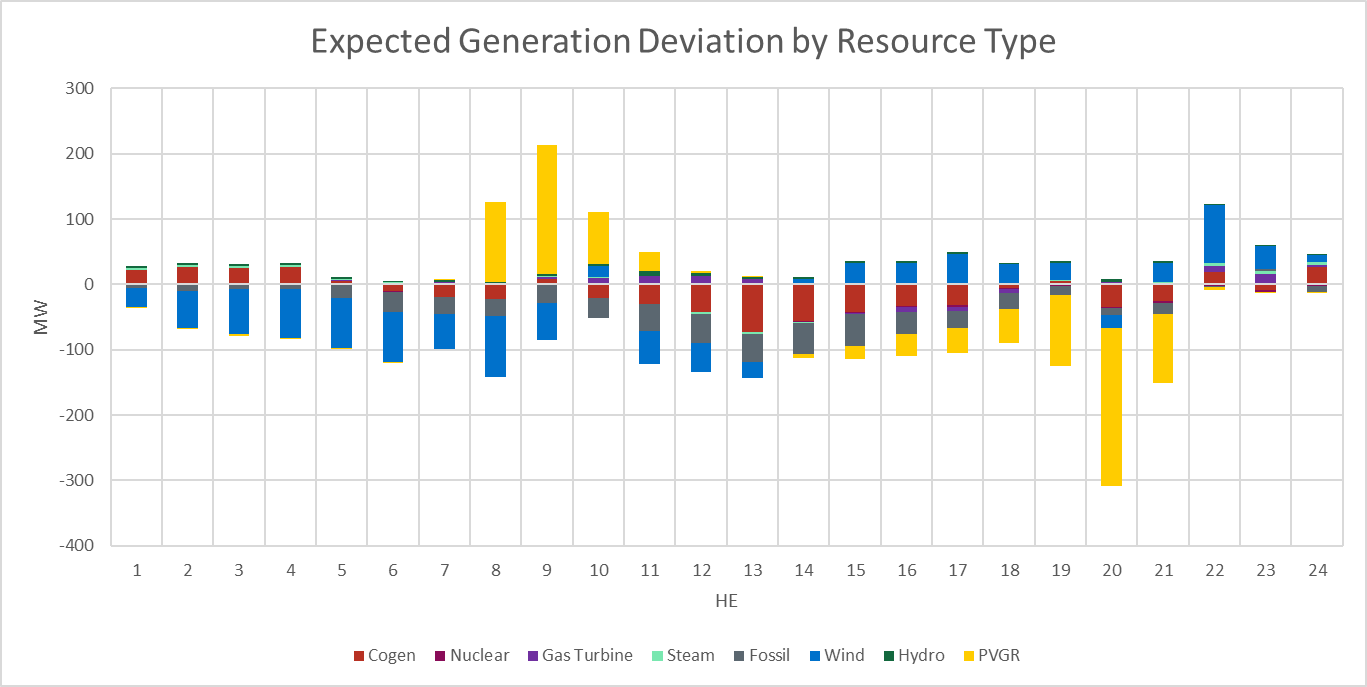 Expected Generation Deviation by Resource Type
300
200
100
0
-100
-200
-300
-400
MW
1 2 3 4 5 6 7 8 9 10 11 12 13 14 15 16 17 18 19 20 21 22 23 24
HE
Cogen Nuclear Gas Turbine Steam Fossil Wind Hydro PVGR